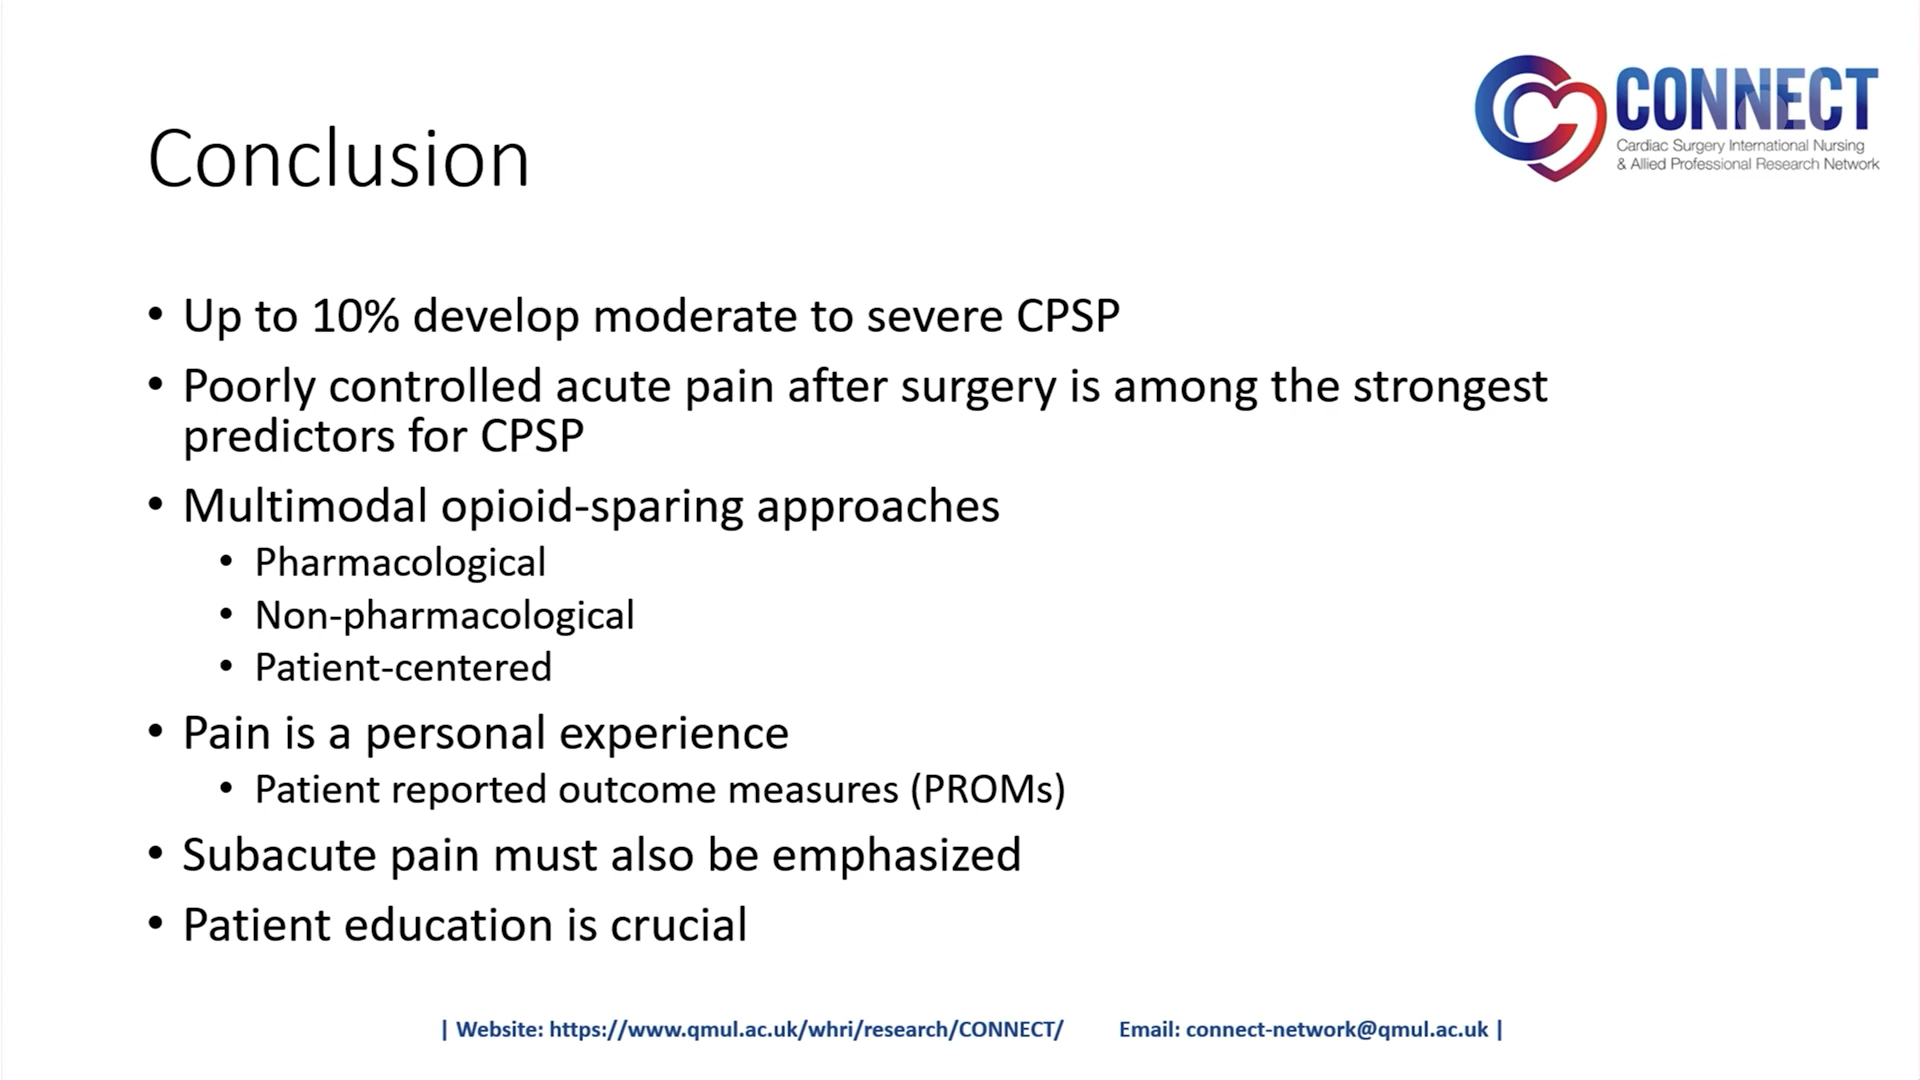 CONNECT
Cardiac Surgery International Nursing
& Allied Professional Research Network
Conclusion
• Up to 10% develop moderate to severe CPSP
• Poorly controlled acute pain after surgery is among the strongest
predictors for CPSP
• Multimodal opioid-sparing approaches
• Pharmacological
• Non-pharmacological
• Patient-centered
• Pain is a personal experience
• Patient reported outcome measures (PROMs)
• Subacute pain must also be emphasized
• Patient education is crucial
| Website: https://www.qmul.ac.uk/whri/research/CONNECT/ Email: connect-network@qmul.ac.uk |